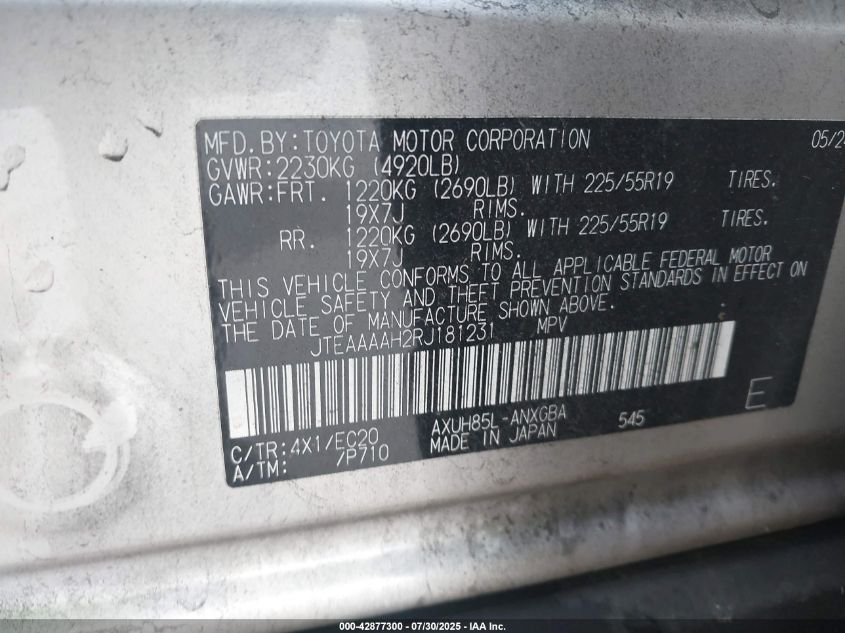 MFD.BY:TOYOTA MOTOR CORPORATION 05/24
GVWR:2230KG (4920LB)
GAWR:FRT. 1220KG (2690LB) WITH 225/55R19 TIRES.
19X7J RIMS.
RR. 1220KG (2690LB) WITH 225/55R19 TIRES.
19X7J RIMS.
THIS VEHICLE CONFORMS TO ALL APPLICABLE FEDERAL MOTOR
VEHICLE SAFETY AND THEFT PREVENTION STANDARDS IN EFFECT ON
THE DATE OF MANUFACTURE SHOWN ABOVE.
JTEAAAAH2RJ181231 MPV
C/TR:4X1/EC20 AXUH85L-ANXGBA 545 E
A/TM: 7P710 MADE IN JAPAN
000-42877300 - 07/30/2025 - IAA Inc.